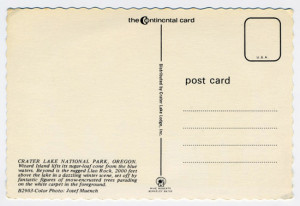 the Continental card
post card
Distributed by Crater Lake Lodge, Inc.
CRATER LAKE NATIONAL PARK, OREGON.
Wizard Island lifts its sugar-loaf cone from the blue
waters. Beyond is the rugged Llao Rock, 2000 feet
above the lake in a dazzling winter scene, set off by
fantastic figures of snow-encrusted trees parading
on the white carpet in the foreground.
B2993-Color Photo: Josef Muench